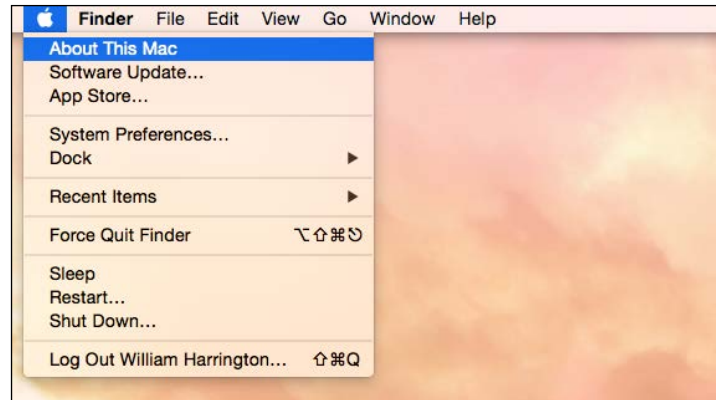 Finder File Edit View Go Window Help
About This Mac
Software Update...
App Store...
System Preferences...
Dock ▶
Recent Items ▶
Force Quit Finder ⌥⇧⌘⎋
Sleep
Restart...
Shut Down...
Log Out William Harrington... ⇧⌘Q